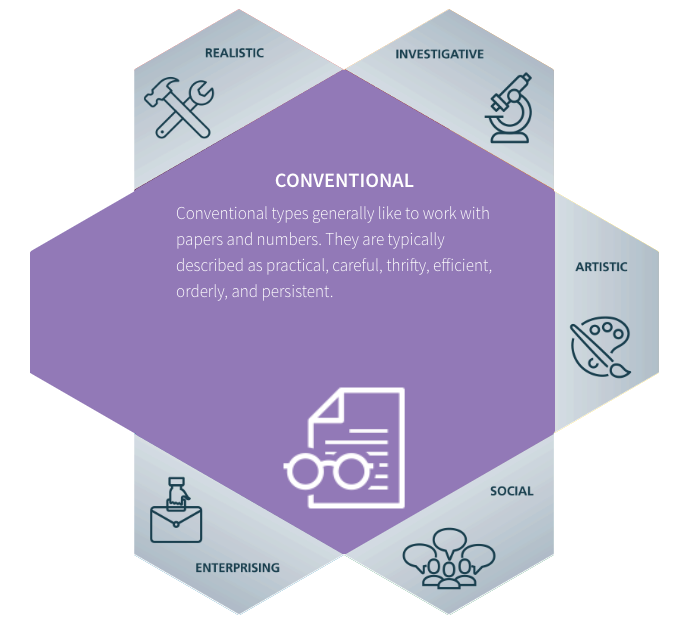 REALISTIC
INVESTIGATIVE
CONVENTIONAL
Conventional types generally like to work with
papers and numbers. They are typically
described as practical, careful, thrifty, efficient,
orderly, and persistent.
ARTISTIC
SOCIAL
ENTERPRISING